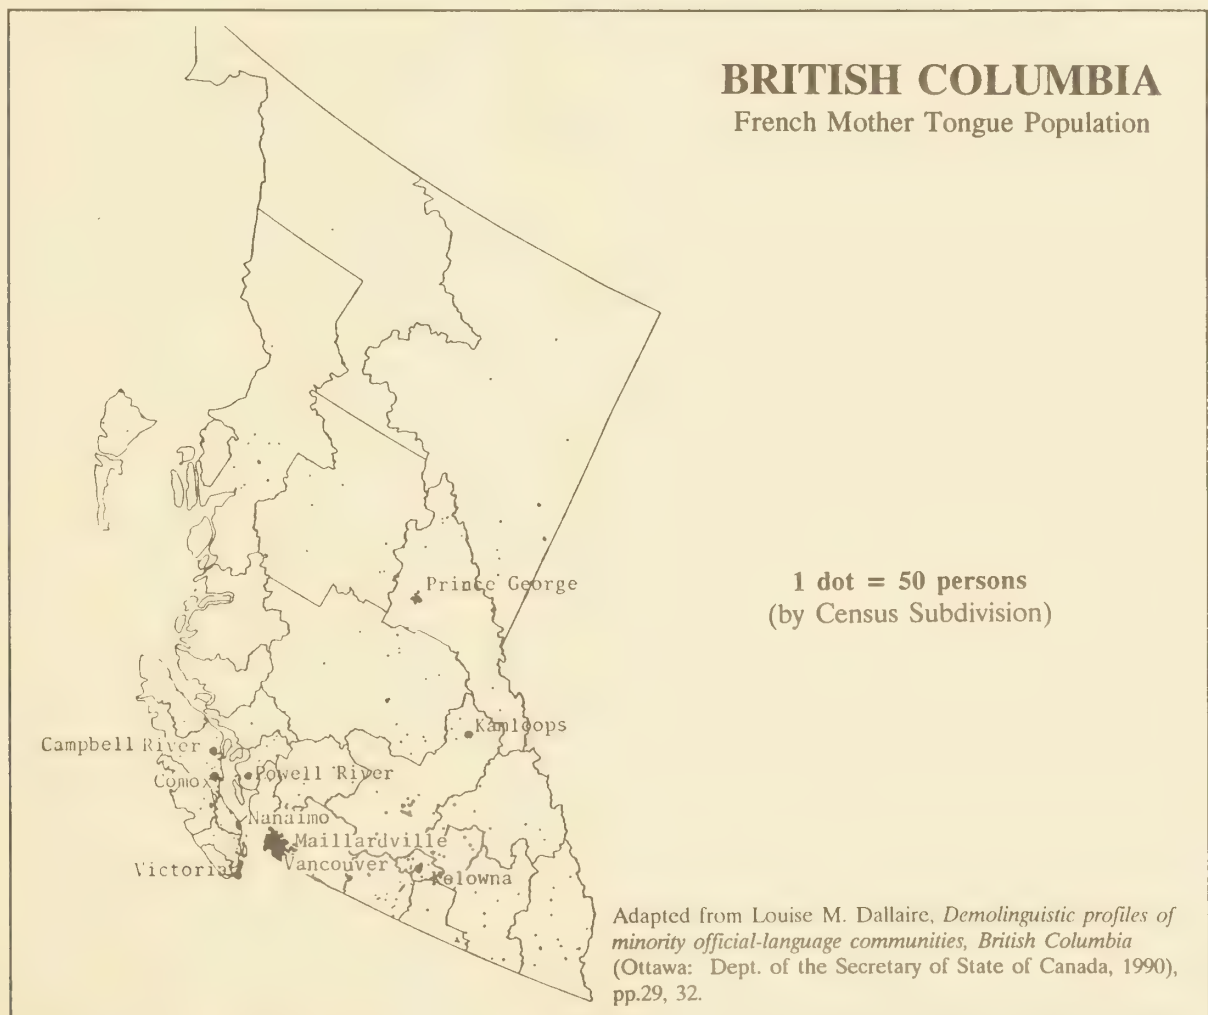 BRITISH COLUMBIA
French Mother Tongue Population
Prince George
1 dot = 50 persons
(by Census Subdivision)
Kamloops
Campbell River
Comox
Powell River
Nanaimo
Maillardville
Vancouver
Victoria
Kelowna
Adapted from Louise M. Dallaire, Demolinguistic profiles of
minority official-language communities, British Columbia
(Ottawa: Dept. of the Secretary of State of Canada, 1990),
pp.29, 32.